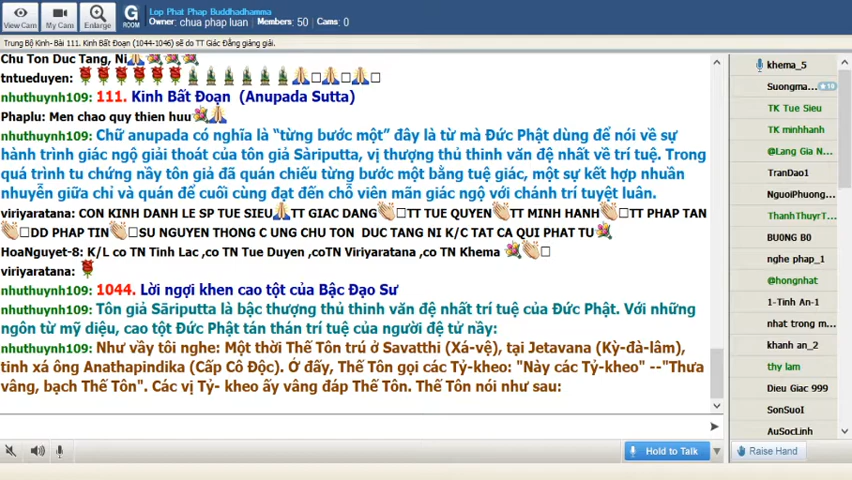 View Cam
My Cam
Enlarge
G
ROOM
Lop Phat Phap Buddhadhamma
Owner: chua phap luan Members: 50 Cams: 0
Trung Bộ Kinh- Bài 111. Kinh Bất Đoạn (1044-1046) sẽ do TT Giác Đẳng giảng giải.
Chu Ton Duc Tang, Ni
tntueduyen:
nhuthuynh109: 111. Kinh Bất Đoạn (Anupada Sutta)
Phaplu: Men chao quy thien huu
nhuthuynh109: Chữ anupada có nghĩa là “từng bước một” đây là từ mà Đức Phật dùng để nói về sự
hành trình giác ngộ giải thoát của tôn giả Sàriputta, vị thượng thủ thinh văn đệ nhất về trí tuệ. Trong
quá trình tu chứng nầy tôn giả đã quán chiếu từng bước một bằng tuệ giác, một sự kết hợp nhuần
nhuyễn giữa chỉ và quán để cuối cùng đạt đến chỗ viên mãn giác ngộ với chánh trí tuyệt luân.
viriyaratana: CON KINH DANH LE SP TUE SIEU TT GIAC DANG TT TUE QUYEN TT MINH HANH TT PHAP TAN
DD PHAP TIN SU NGUYEN THONG C UNG CHU TON DUC TANG NI K/C TAT CA QUI PHAT TU
HoaNguyet-8: K/L co TN Tinh Lac ,co TN Tue Duyen ,coTN Viriyaratana ,co TN Khema
viriyaratana:
nhuthuynh109: 1044. Lời ngợi khen cao tột của Bậc Đạo Sư
nhuthuynh109: Tôn giả Sāriputta là bậc thượng thủ thinh văn đệ nhất trí tuệ của Đức Phật. Với những
ngôn từ mỹ diệu, cao tột Đức Phật tán thán trí tuệ của người đệ tử nầy:
nhuthuynh109: Như vầy tôi nghe: Một thời Thế Tôn trú ở Savatthi (Xá-vệ), tại Jetavana (Kỳ-đà-lâm),
tinh xá ông Anathapindika (Cấp Cô Độc). Ở đấy, Thế Tôn gọi các Tỷ-kheo: "Này các Tỷ-kheo" --"Thưa
vâng, bạch Thế Tôn". Các vị Tỷ- kheo ấy vâng đáp Thế Tôn. Thế Tôn nói như sau:
Hold to Talk
khema_5
Suongma... 10
TK Tue Sieu
TK minhhanh
@Lang Gia N...
TranDao1
NguoiPhuong...
ThanhThuyrT...
BU0NG B0
nghe phap_1
@hongnhat
1-Tinh An-1
nhat trong m...
khanh an_2
thy lam
Dieu Giac 999
SonSuoI
AuSocLinh
Raise Hand